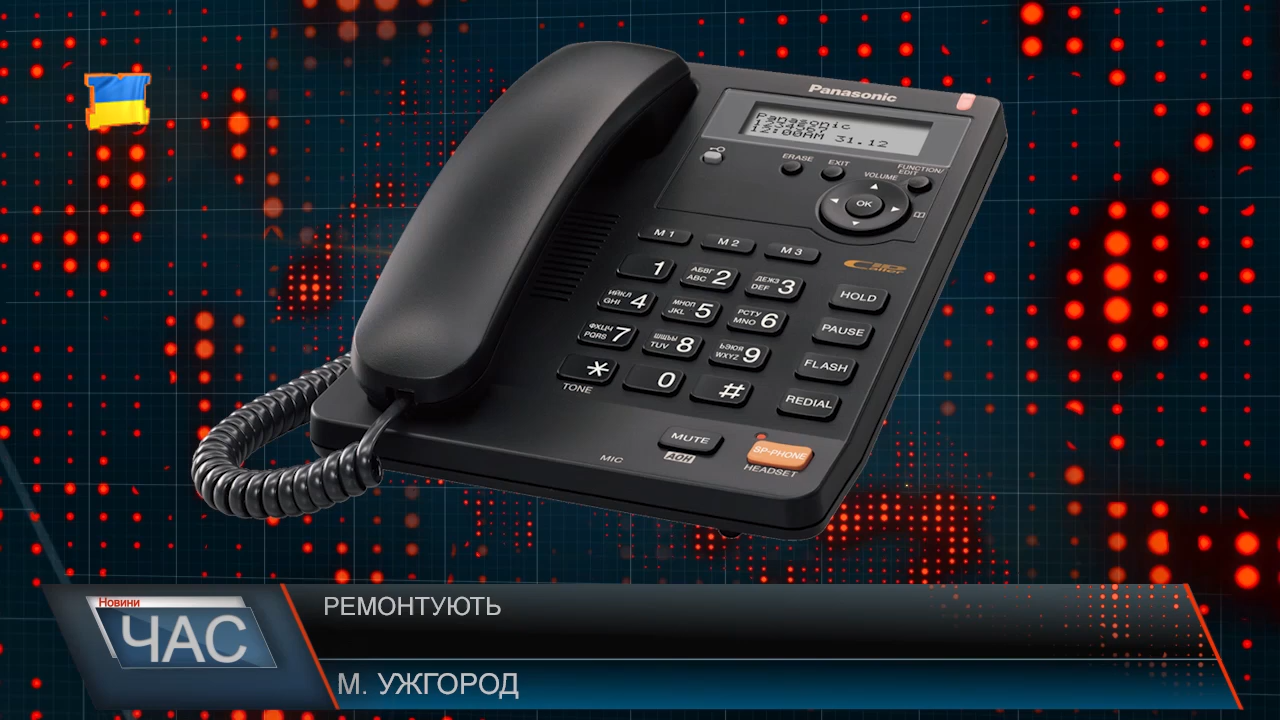 Panasonic
Panasonic
12:00AM 31.12
ERASE
EXIT
FUNCTION/
EDIT
VOLUME
OK
M 1
M 2
M 3
Caller
1
АБВГ
ABC 2
ДЕЖЗ
DEF 3
HOLD
ИЙКЛ
GHI 4
МНОП
JKL 5
РСТУ
MNO 6
PAUSE
ФХЦЧ
PQRS 7
ШЩЪЫ
TUV 8
ЬЭЮЯ
WXYZ 9
FLASH
*
0
#
REDIAL
TONE
MUTE
АОН
SP-PHONE
HEADSET
MIC
Новини
ЧАС
РЕМОНТУЮТЬ
М. УЖГОРОД